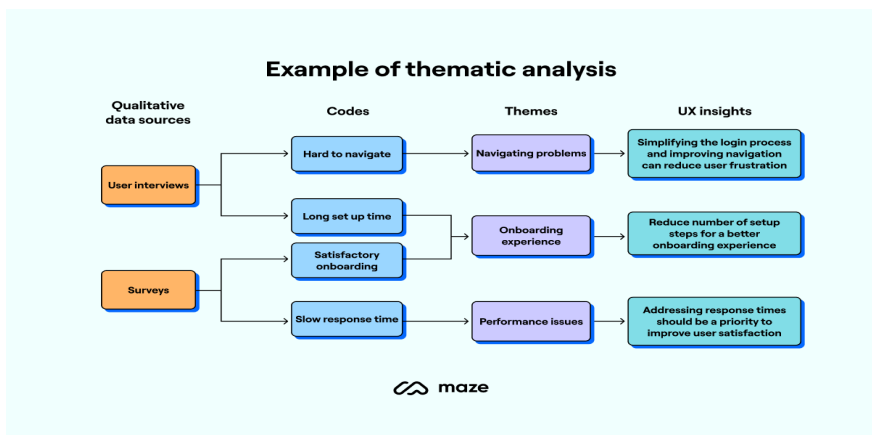 Example of thematic analysis
Qualitative
data sources
Codes
Themes
UX insights
User interviews
Hard to navigate
Navigating problems
Simplifying the login process
and improving navigation
can reduce user frustration
Long set up time
Satisfactory
onboarding
Onboarding
experience
Reduce number of setup
steps for a better
onboarding experience
Surveys
Slow response time
Performance issues
Addressing response times
should be a priority to
improve user satisfaction
maze